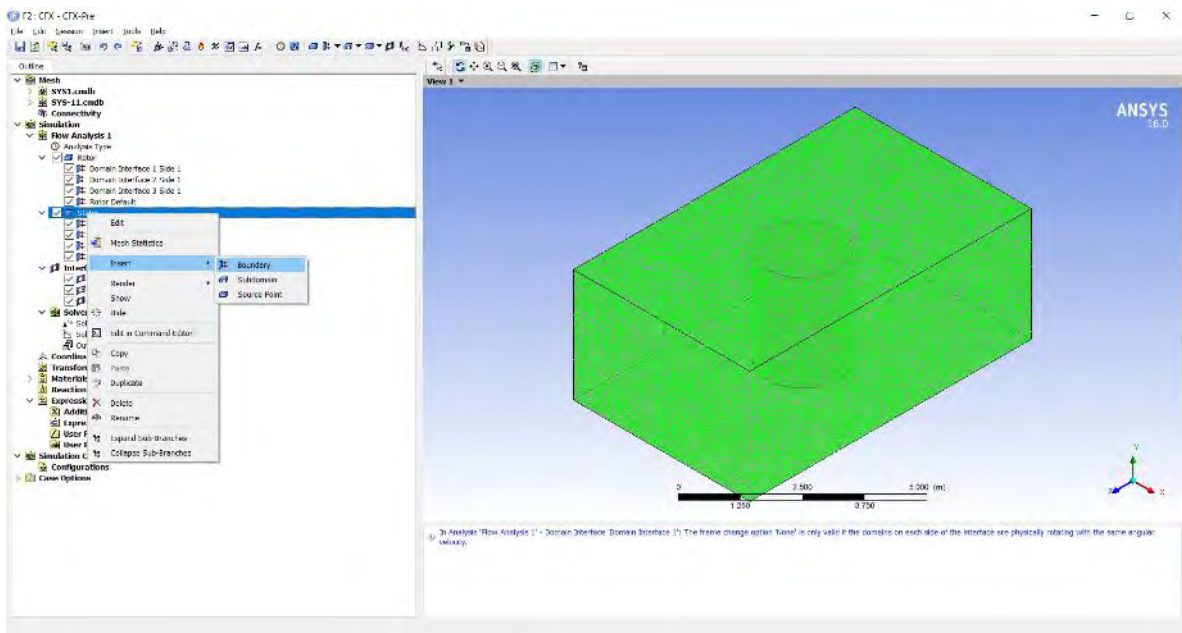 F2: CFX - CFX-Pre
File Edit Session Insert Tools Help
Outline
Mesh
SYS1.cmdb
SYS-11.cmdb
Connectivity
Simulation
Flow Analysis 1
Analysis Type
Rotor
Domain Interface 1 Side 1
Domain Interface 2 Side 1
Domain Interface 3 Side 1
Rotor Default
Edit
Mesh Statistics
Insert
Boundary
Subdomain
Source Point
Render
Show
Hide
Edit in Command Editor
Copy
Paste
Duplicate
Delete
Rename
Expand Sub-Branches
Collapse Sub-Branches
Interf
Solver
Sol
Sol
Ou
Coordina
Transfor
Materials
Reaction
Expressi
Additi
Expre
User F
User
Simulation C
Configurations
Case Options
View 1
ANSYS
16.0
0 2.500 5.000 (m)
1.250 3.750
Y
X
In Analysis 'Flow Analysis 1' - Domain Interface 'Domain Interface 1': The frame change option 'None' is only valid if the domains on each side of the interface are physically rotating with the same angular
velocity.